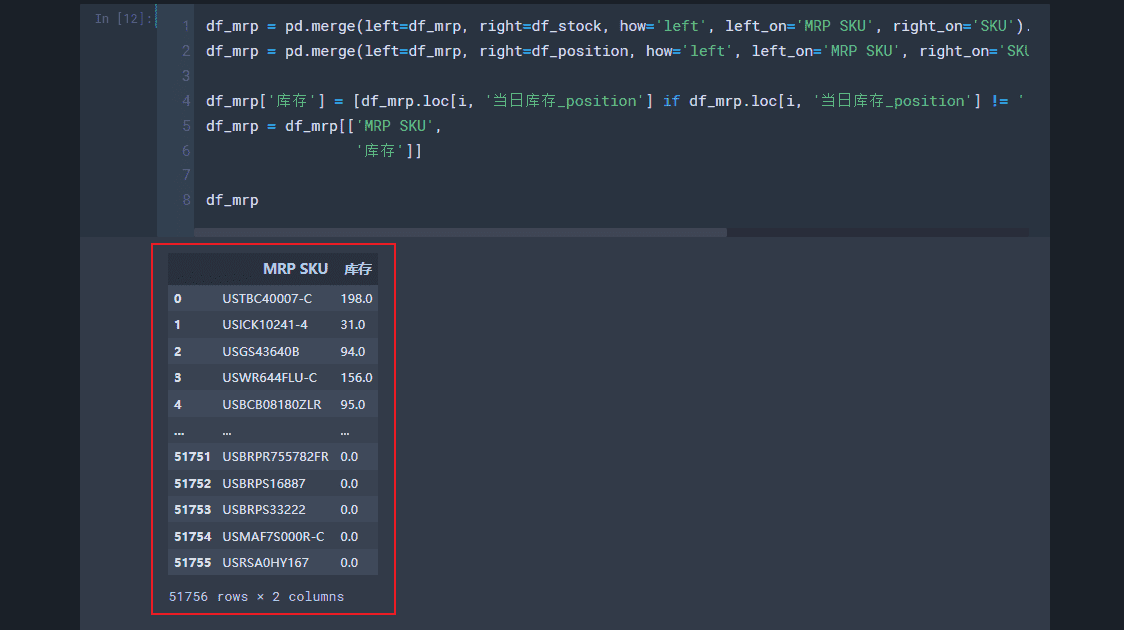 In [12]:
1 df_mrp = pd.merge(left=df_mrp, right=df_stock, how='left', left_on='MRP SKU', right_on='SKU').
2 df_mrp = pd.merge(left=df_mrp, right=df_position, how='left', left_on='MRP SKU', right_on='SKU
3
4 df_mrp['库存'] = [df_mrp.loc[i, '当日库存_position'] if df_mrp.loc[i, '当日库存_position'] != '
5 df_mrp = df_mrp[['MRP SKU',
6 '库存']]
7
8 df_mrp
MRP SKU 库存
0 USTBC40007-C 198.0
1 USICK10241-4 31.0
2 USGS43640B 94.0
3 USWR644FLU-C 156.0
4 USBCB08180ZLR 95.0
... ... ...
51751 USBRPR755782FR 0.0
51752 USBRPS16887 0.0
51753 USBRPS33222 0.0
51754 USMAF7S000R-C 0.0
51755 USRSA0HY167 0.0
51756 rows × 2 columns